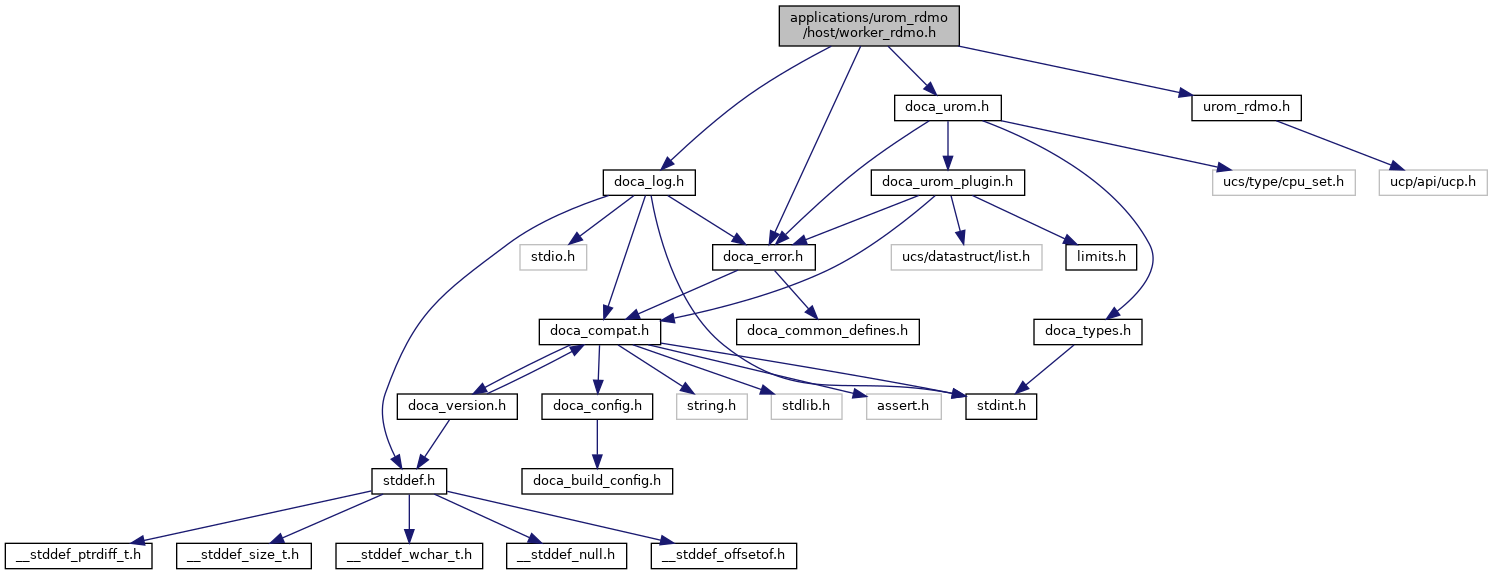 applications/urom_rdmo
/host/worker_rdmo.h
doca_urom.h
urom_rdmo.h
doca_log.h
doca_urom_plugin.h
ucs/type/cpu_set.h
ucp/api/ucp.h
stdio.h
doca_error.h
ucs/datastruct/list.h
limits.h
doca_compat.h
doca_common_defines.h
doca_types.h
doca_version.h
doca_config.h
string.h
stdlib.h
assert.h
stdint.h
stddef.h
doca_build_config.h
__stddef_ptrdiff_t.h
__stddef_size_t.h
__stddef_wchar_t.h
__stddef_null.h
__stddef_offsetof.h